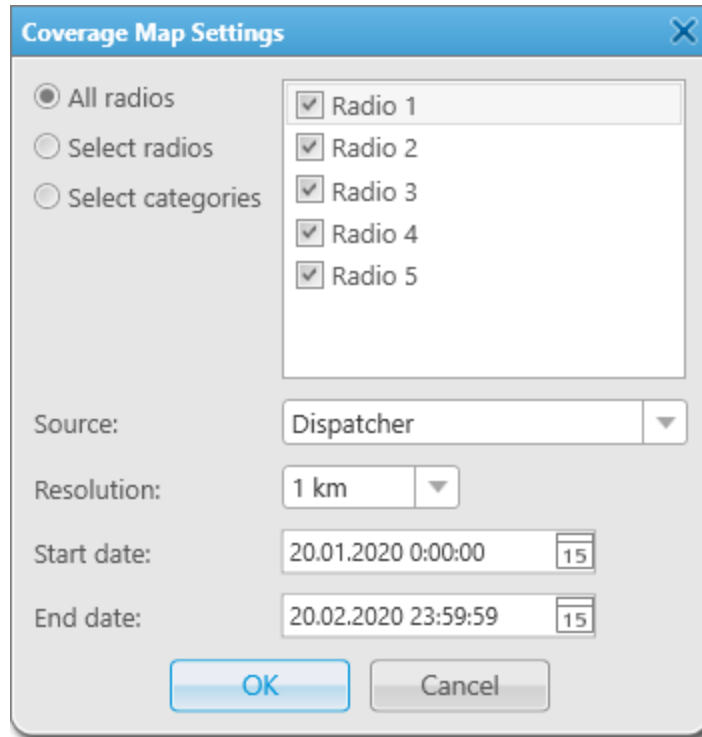 Coverage Map Settings
All radios
Select radios
Select categories
Radio 1
Radio 2
Radio 3
Radio 4
Radio 5
Source:
Dispatcher
Resolution:
1 km
Start date:
20.01.2020 0:00:00
15
End date:
20.02.2020 23:59:59
15
OK
Cancel